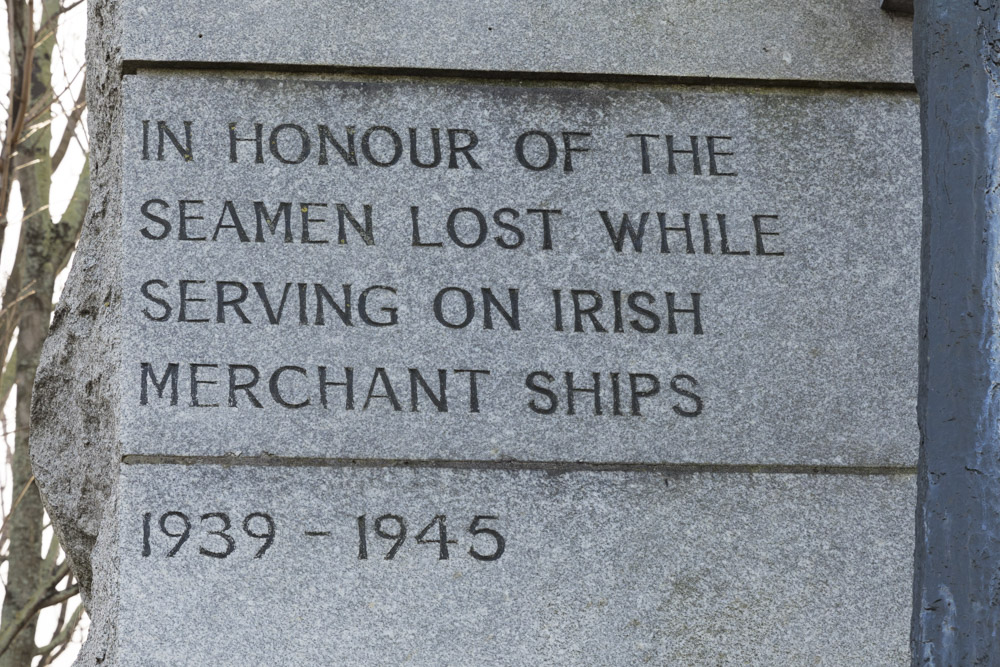 IN HONOUR OF THE
SEAMEN LOST WHILE
SERVING ON IRISH
MERCHANT SHIPS
1939 - 1945